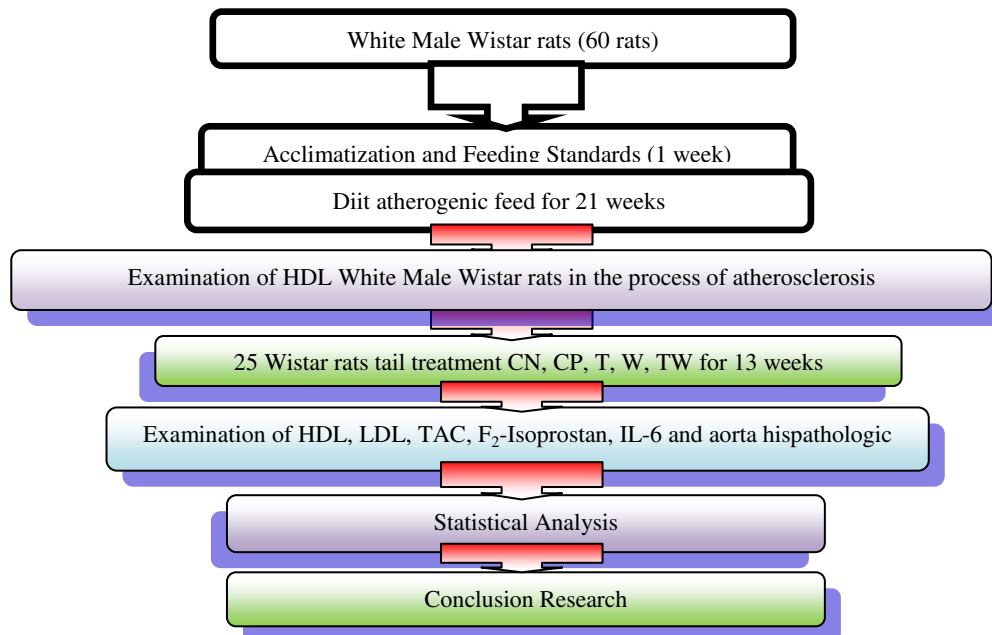 White Male Wistar rats (60 rats)
Acclimatization and Feeding Standards (1 week)
Diit atherogenic feed for 21 weeks
Examination of HDL White Male Wistar rats in the process of atherosclerosis
25 Wistar rats tail treatment CN, CP, T, W, TW for 13 weeks
Examination of HDL, LDL, TAC, F₂-Isoprostan, IL-6 and aorta hispathologic
Statistical Analysis
Conclusion Research